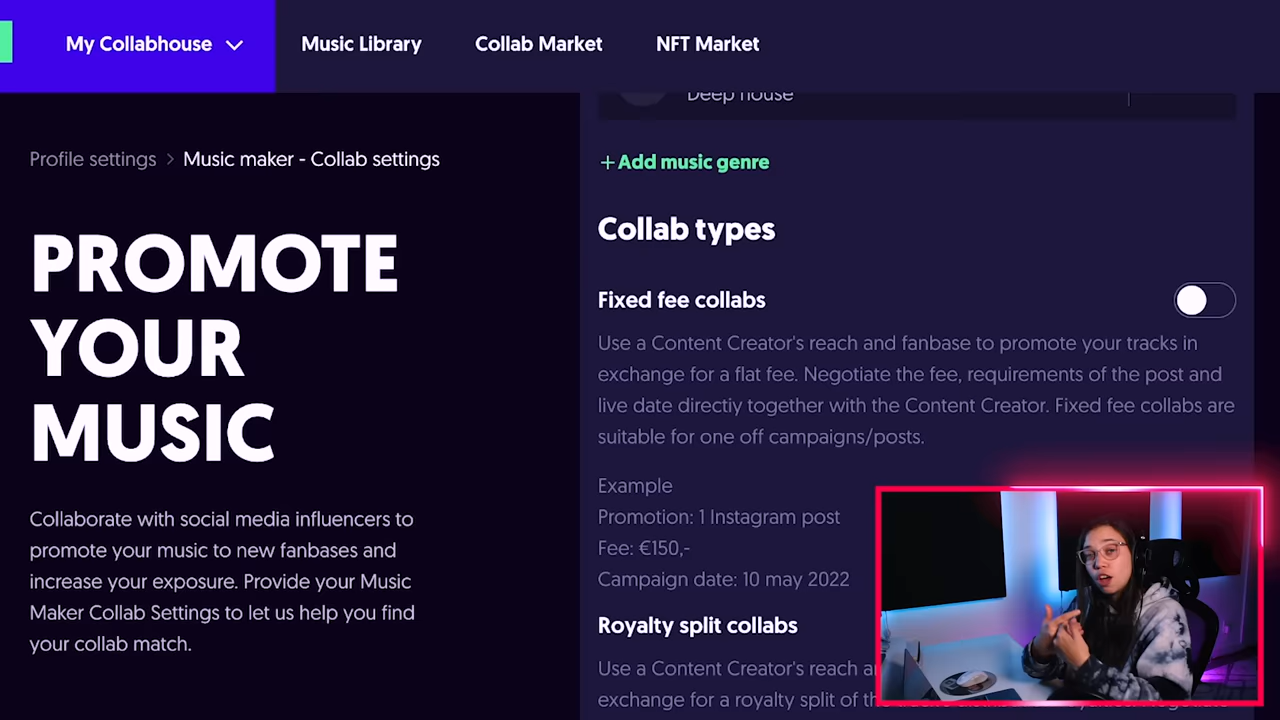 My Collabhouse
Music Library
Collab Market
NFT Market
Deep house
Profile settings > Music maker - Collab settings
+Add music genre
PROMOTE
YOUR
MUSIC
Collaborate with social media influencers to
promote your music to new fanbases and
increase your exposure. Provide your Music
Maker Collab Settings to let us help you find
your collab match.
Collab types
Fixed fee collabs
Use a Content Creator's reach and fanbase to promote your tracks in
exchange for a flat fee. Negotiate the fee, requirements of the post and
live date directly together with the Content Creator. Fixed fee collabs are
suitable for one off campaigns/posts.
Example
Promotion: 1 Instagram post
Fee: €150,-
Campaign date: 10 may 2022
Royalty split collabs
Use a Content Creator's reach
exchange for a royalty split of